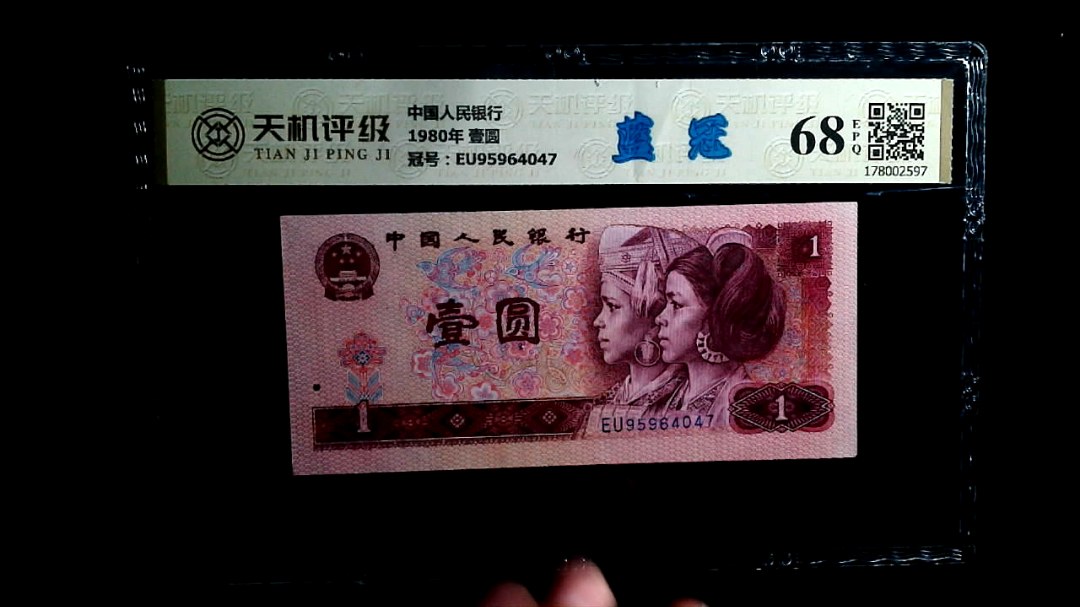 天机评级
TIAN JI PING JI
中国人民银行
1980年 壹圆
冠号：EU95964047
蓝冠
68
EPQ
178002597
中国人民银行
1
壹圆
1
EU95964047
1